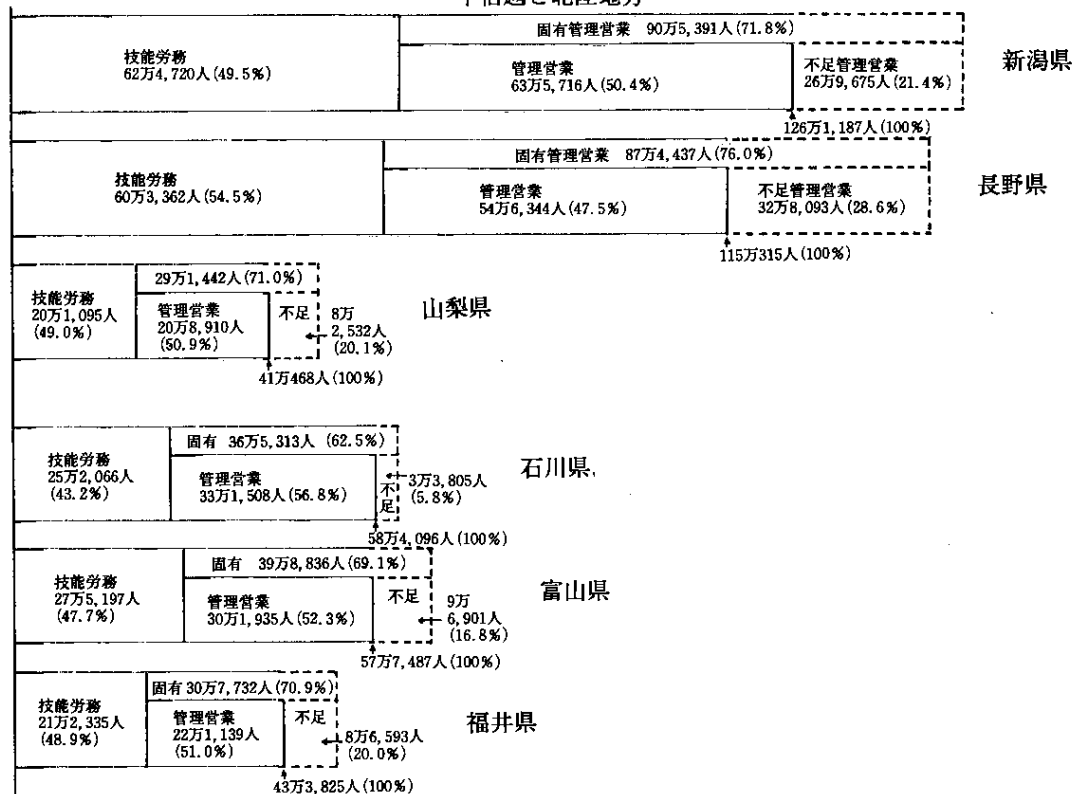 技能労務
62万4,720人(49.5%)
固有管理営業 90万5,391人(71.8%)
管理営業
63万5,716人(50.4%)
不足管理営業
26万9,675人(21.4%)
126万1,187人(100%)
新潟県
技能労務
60万3,362人(54.5%)
固有管理営業 87万4,437人(76.0%)
管理営業
54万6,344人(47.5%)
不足管理営業
32万8,093人(28.6%)
115万315人(100%)
長野県
技能労務
20万1,095人
(49.0%)
29万1,442人(71.0%)
管理営業
20万8,910人
(50.9%)
不足
8万
2,532人
(20.1%)
41万468人(100%)
山梨県
技能労務
25万2,066人
(43.2%)
固有 36万5,313人 (62.5%)
管理営業
33万1,508人(56.8%)
不足
3万3,805人
(5.8%)
58万4,096人(100%)
石川県
技能労務
27万5,197人
(47.7%)
固有 39万8,836人(69.1%)
管理営業
30万1,935人(52.3%)
不足
9万
6,901人
(16.8%)
57万7,487人(100%)
富山県
技能労務
21万2,335人
(48.9%)
固有 30万7,732人(70.9%)
管理営業
22万1,139人
(51.0%)
不足
8万6,593人
(20.0%)
43万3,825人(100%)
福井県